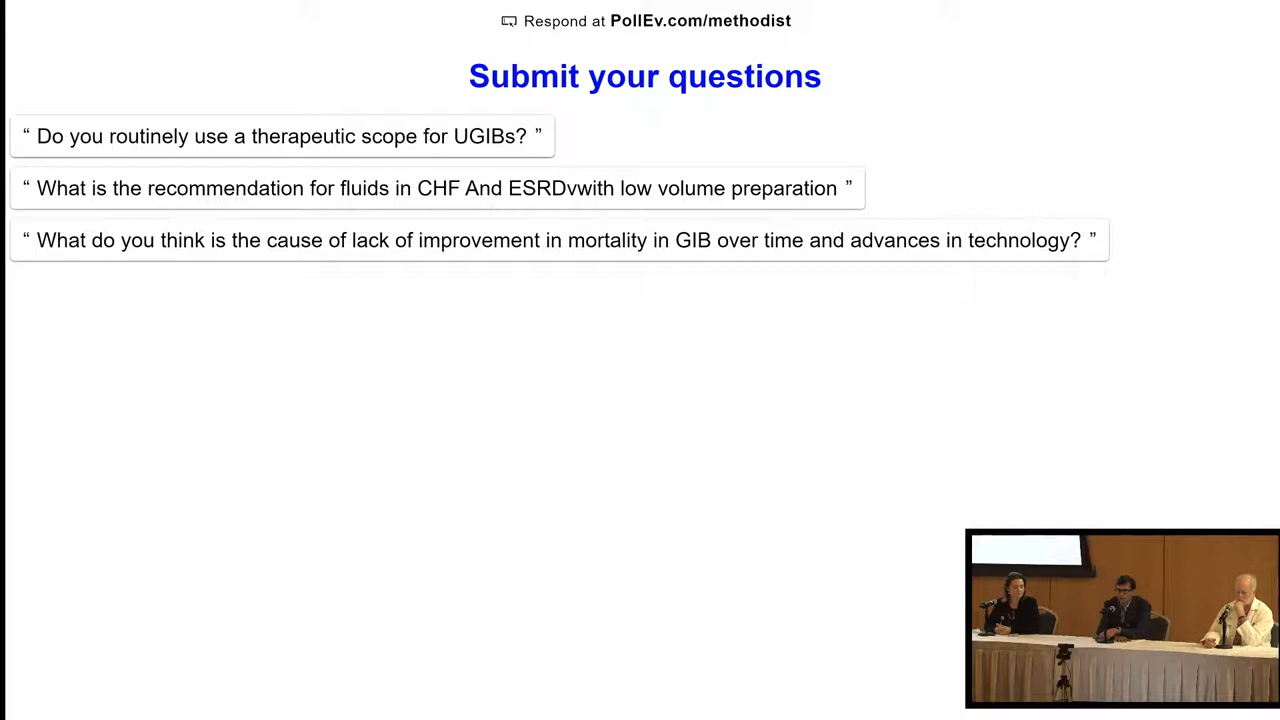 Respond at PollEv.com/methodist
Submit your questions
“ Do you routinely use a therapeutic scope for UGIBs? ”
“ What is the recommendation for fluids in CHF And ESRDvwith low volume preparation ”
“ What do you think is the cause of lack of improvement in mortality in GIB over time and advances in technology? ”